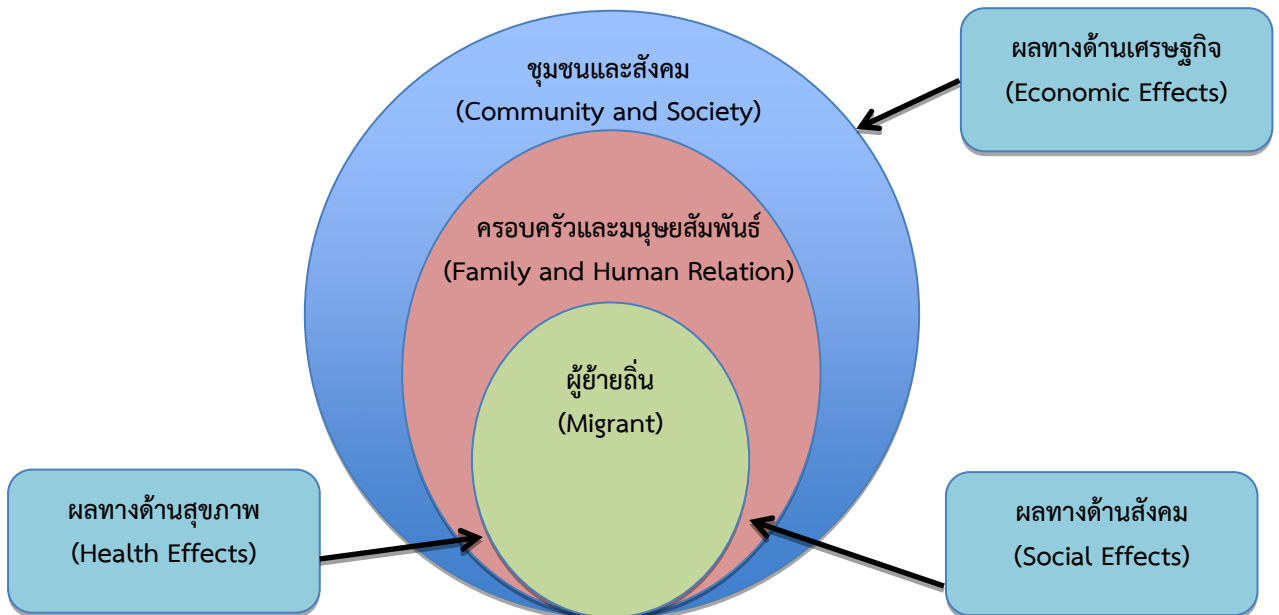 ชุมชนและสังคม
(Community and Society)
ผลทางด้านเศรษฐกิจ
(Economic Effects)
ครอบครัวและมนุษยสัมพันธ์
(Family and Human Relation)
ผู้ย้ายถิ่น
(Migrant)
ผลทางด้านสุขภาพ
(Health Effects)
ผลทางด้านสังคม
(Social Effects)